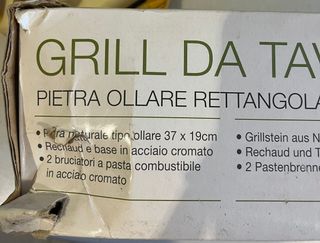 GRILL DA TAV
PIETRA OLLARE RETTANGOLA
• Pietra naturale tipo ollare 37 x 19cm
• Rechaud e base in acciaio cromato
• 2 bruciatori a pasta combustibile
in acciaio cromato
• Grillstein aus N
• Rechaud und T
• 2 Pastenbrenne